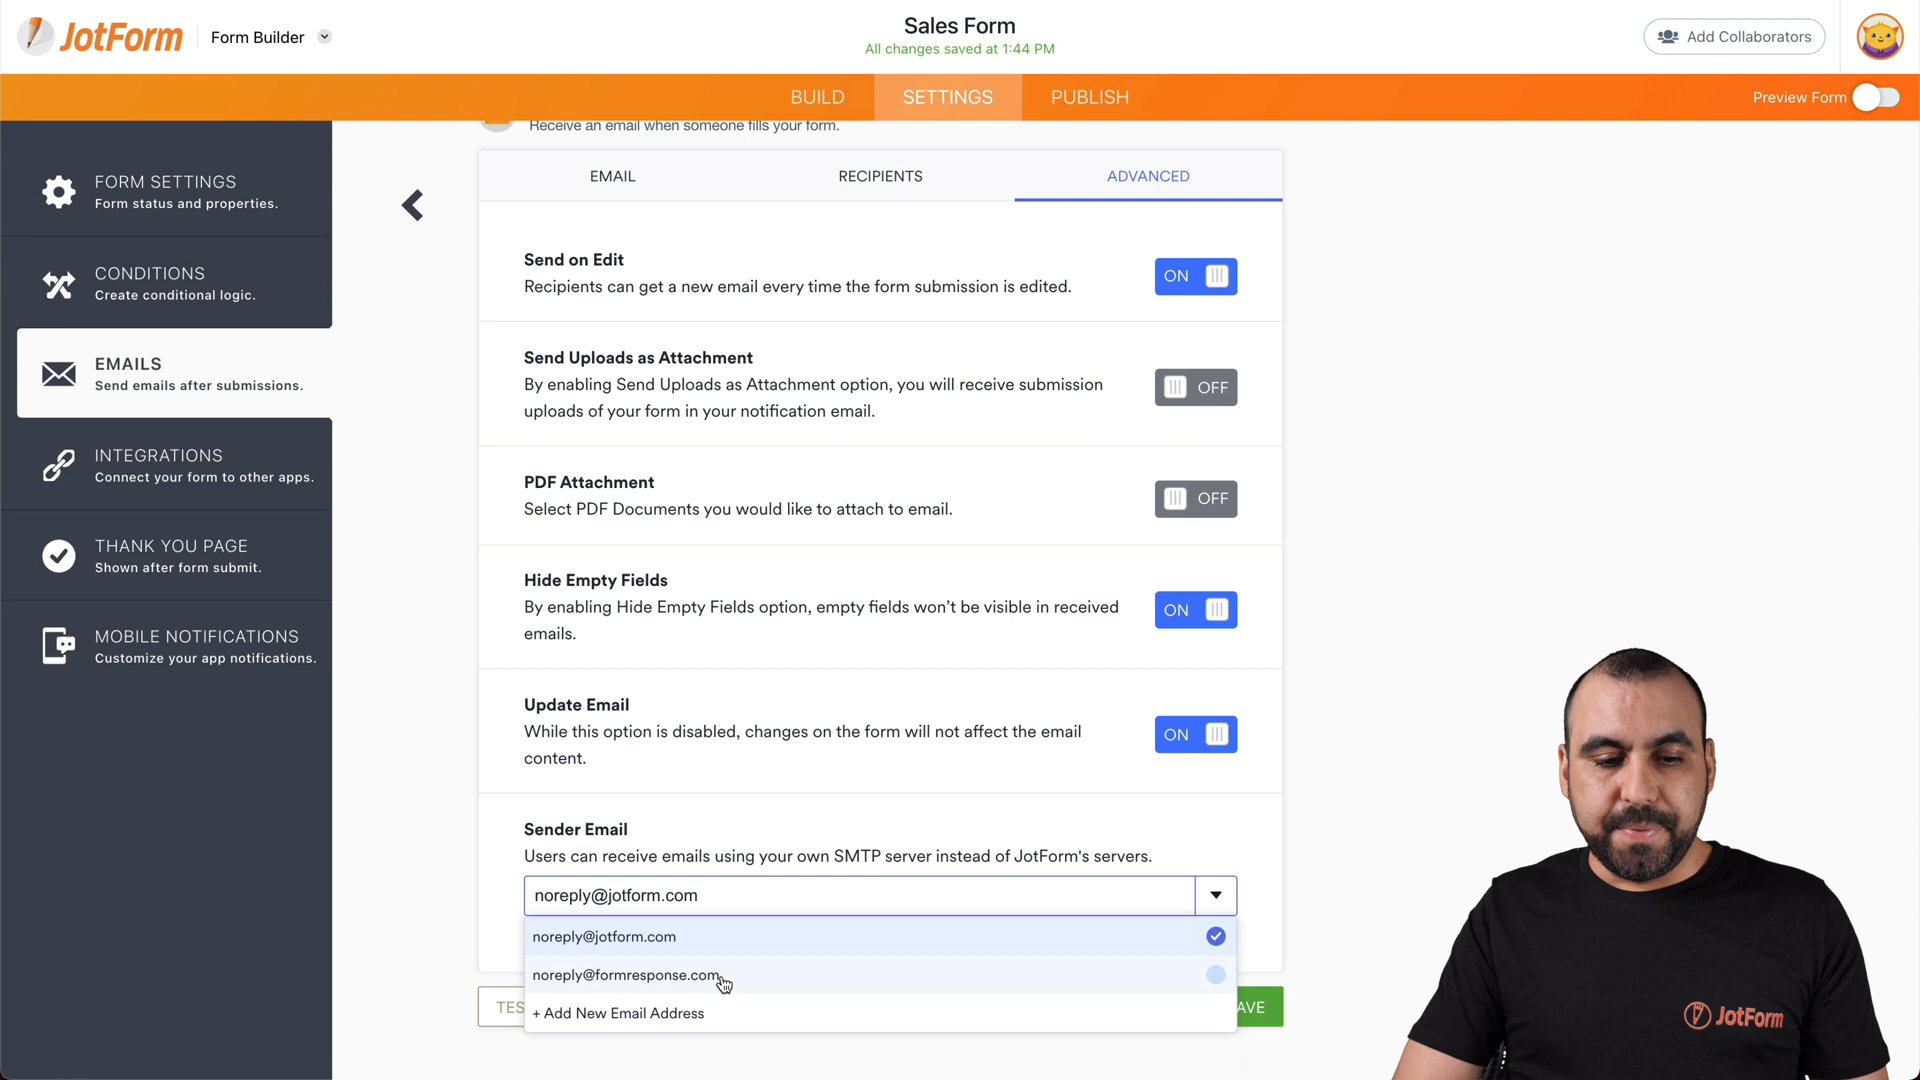 JotForm
Form Builder
Sales Form
All changes saved at 1:44 PM
Add Collaborators
BUILD
SETTINGS
PUBLISH
Preview Form
FORM SETTINGS
Form status and properties.
CONDITIONS
Create conditional logic.
EMAILS
Send emails after submissions.
INTEGRATIONS
Connect your form to other apps.
THANK YOU PAGE
Shown after form submit.
MOBILE NOTIFICATIONS
Customize your app notifications.
Receive an email when someone fills your form.
EMAIL
RECIPIENTS
ADVANCED
Send on Edit
Recipients can get a new email every time the form submission is edited.
ON
Send Uploads as Attachment
By enabling Send Uploads as Attachment option, you will receive submission
uploads of your form in your notification email.
OFF
PDF Attachment
Select PDF Documents you would like to attach to email.
OFF
Hide Empty Fields
By enabling Hide Empty Fields option, empty fields won't be visible in received
emails.
ON
Update Email
While this option is disabled, changes on the form will not affect the email
content.
ON
Sender Email
Users can receive emails using your own SMTP server instead of JotForm's servers.
noreply@jotform.com
noreply@jotform.com
noreply@formresponse.com
+ Add New Email Address
TES
AVE
JotForm